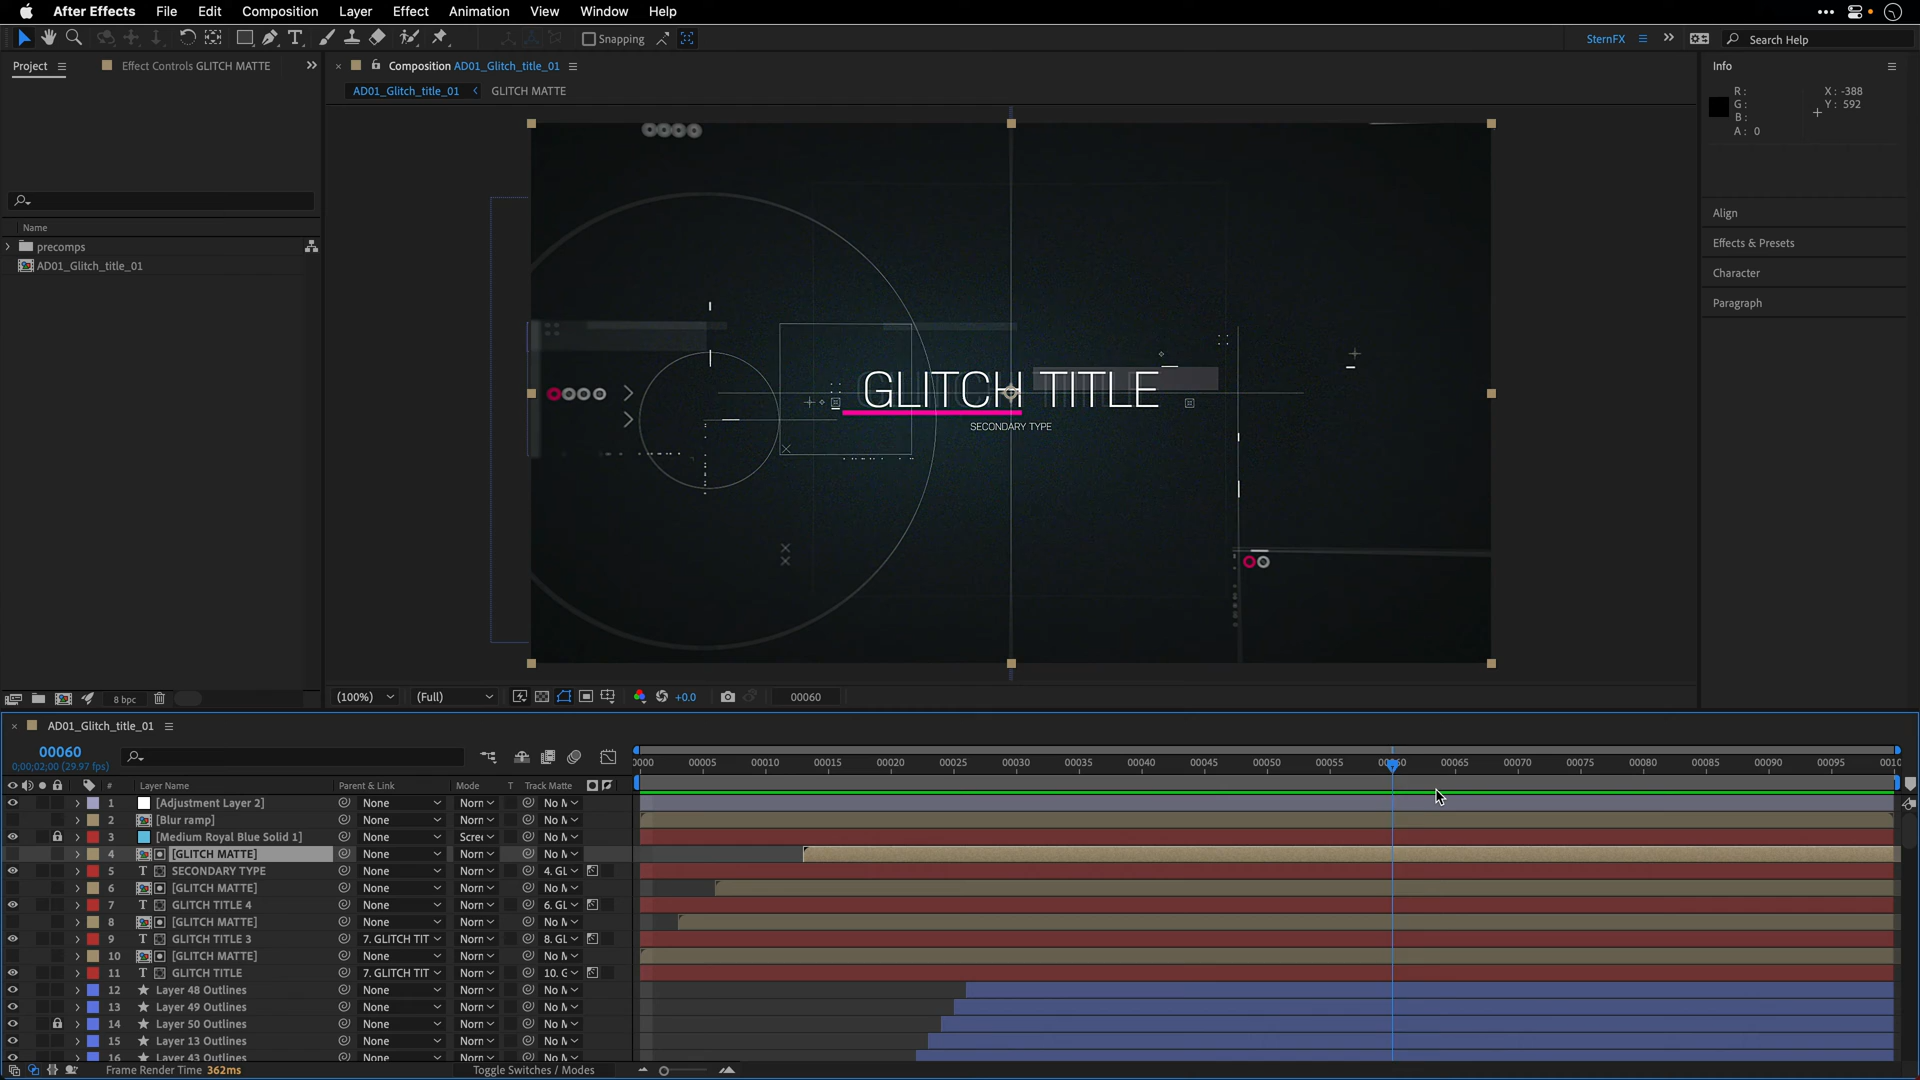 After Effects File Edit Composition Layer Effect Animation View Window Help
Snapping SternFX Search Help
Project Effect Controls GLITCH MATTE Composition AD01_Glitch_title_01 Info
AD01_Glitch_title_01 GLITCH MATTE
R: X: -388
G: Y: 592
B:
A: 0
Name
precomps
AD01_Glitch_title_01
GLITCH TITLE
SECONDARY TYPE
Align
Effects & Presets
Character
Paragraph
8 bpc (100%) (Full) +0.0 00060
AD01_Glitch_title_01
00060
0;00;02;00 (29.97 fps)
0000 00005 00010 00015 00020 00025 00030 00035 00040 00045 00050 00055 00060 00065 00070 00075 00080 00085 00090 00095 0010
# Layer Name Parent & Link Mode T Track Matte
1 [Adjustment Layer 2] None Norn No M
2 [Blur ramp] None Norn No M
3 [Medium Royal Blue Solid 1] None Scree No M
4 [GLITCH MATTE] None Norn No M
5 T SECONDARY TYPE None Norn 4. GL
6 [GLITCH MATTE] None Norn No M
7 T GLITCH TITLE 4 None Norn 6. GL
8 [GLITCH MATTE] None Norn No M
9 T GLITCH TITLE 3 7. GLITCH TIT Norn 8. GL
10 [GLITCH MATTE] None Norn No M
11 T GLITCH TITLE 7. GLITCH TIT Norn 10. G
12 Layer 48 Outlines None Norn No M
13 Layer 49 Outlines None Norn No M
14 Layer 50 Outlines None Norn No M
15 Layer 13 Outlines None Norn No M
16 Layer 43 Outlines None Norn No M
Frame Render Time 362ms Toggle Switches / Modes